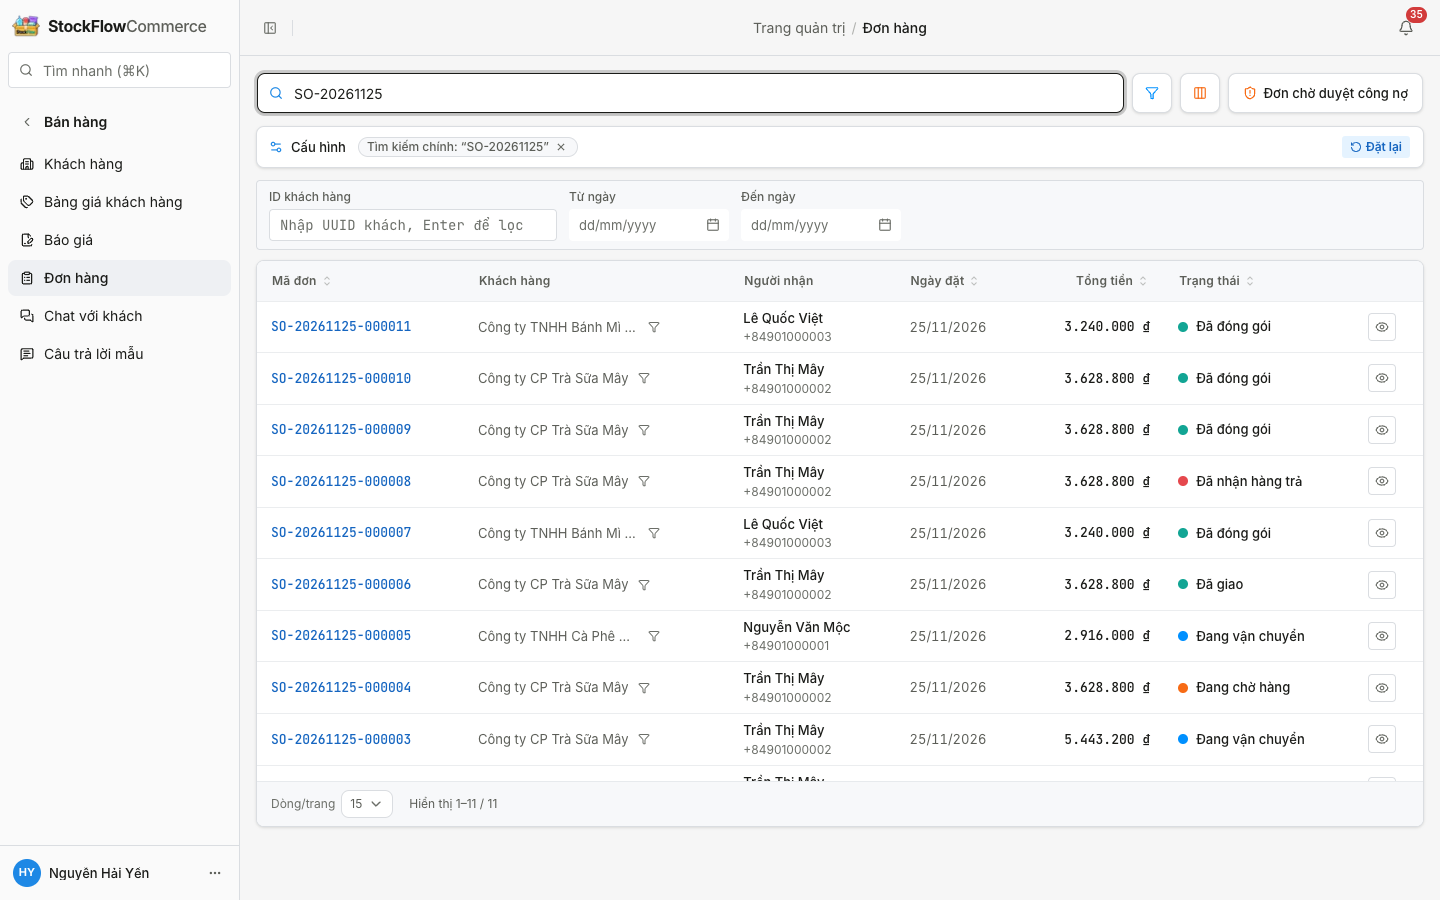 StockFlowCommerce
Tìm nhanh (⌘K)
Bán hàng
Khách hàng
Bảng giá khách hàng
Báo giá
Đơn hàng
Chat với khách
Câu trả lời mẫu
HY
Nguyễn Hải Yến
Trang quản trị / Đơn hàng
35
SO-20261125
Đơn chờ duyệt công nợ
Cấu hình
Tìm kiếm chính: “SO-20261125”
Đặt lại
ID khách hàng
Từ ngày
Đến ngày
Nhập UUID khách, Enter để lọc
dd/mm/yyyy
dd/mm/yyyy
Mã đơn
Khách hàng
Người nhận
Ngày đặt
Tổng tiền
Trạng thái
SO-20261125-000011
Công ty TNHH Bánh Mì ...
Lê Quốc Việt
+84901000003
25/11/2026
3.240.000 ₫
Đã đóng gói
SO-20261125-000010
Công ty CP Trà Sữa Mây
Trần Thị Mây
+84901000002
25/11/2026
3.628.800 ₫
Đã đóng gói
SO-20261125-000009
Công ty CP Trà Sữa Mây
Trần Thị Mây
+84901000002
25/11/2026
3.628.800 ₫
Đã đóng gói
SO-20261125-000008
Công ty CP Trà Sữa Mây
Trần Thị Mây
+84901000002
25/11/2026
3.628.800 ₫
Đã nhận hàng trả
SO-20261125-000007
Công ty TNHH Bánh Mì ...
Lê Quốc Việt
+84901000003
25/11/2026
3.240.000 ₫
Đã đóng gói
SO-20261125-000006
Công ty CP Trà Sữa Mây
Trần Thị Mây
+84901000002
25/11/2026
3.628.800 ₫
Đã giao
SO-20261125-000005
Công ty TNHH Cà Phê ...
Nguyễn Văn Mộc
+84901000001
25/11/2026
2.916.000 ₫
Đang vận chuyển
SO-20261125-000004
Công ty CP Trà Sữa Mây
Trần Thị Mây
+84901000002
25/11/2026
3.628.800 ₫
Đang chờ hàng
SO-20261125-000003
Công ty CP Trà Sữa Mây
Trần Thị Mây
+84901000002
25/11/2026
5.443.200 ₫
Đang vận chuyển
Trần Thị Mây
Dòng/trang
15
Hiển thị 1–11 / 11